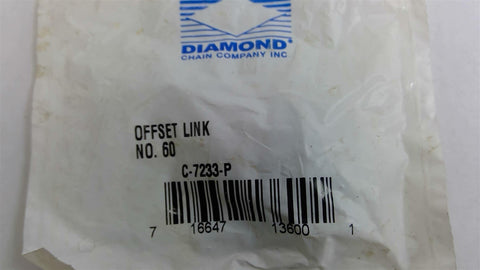 DIAMOND®
CHAIN COMPANY INC
OFFSET LINK
NO. 60
C-7233-P
7 16647 13600 1